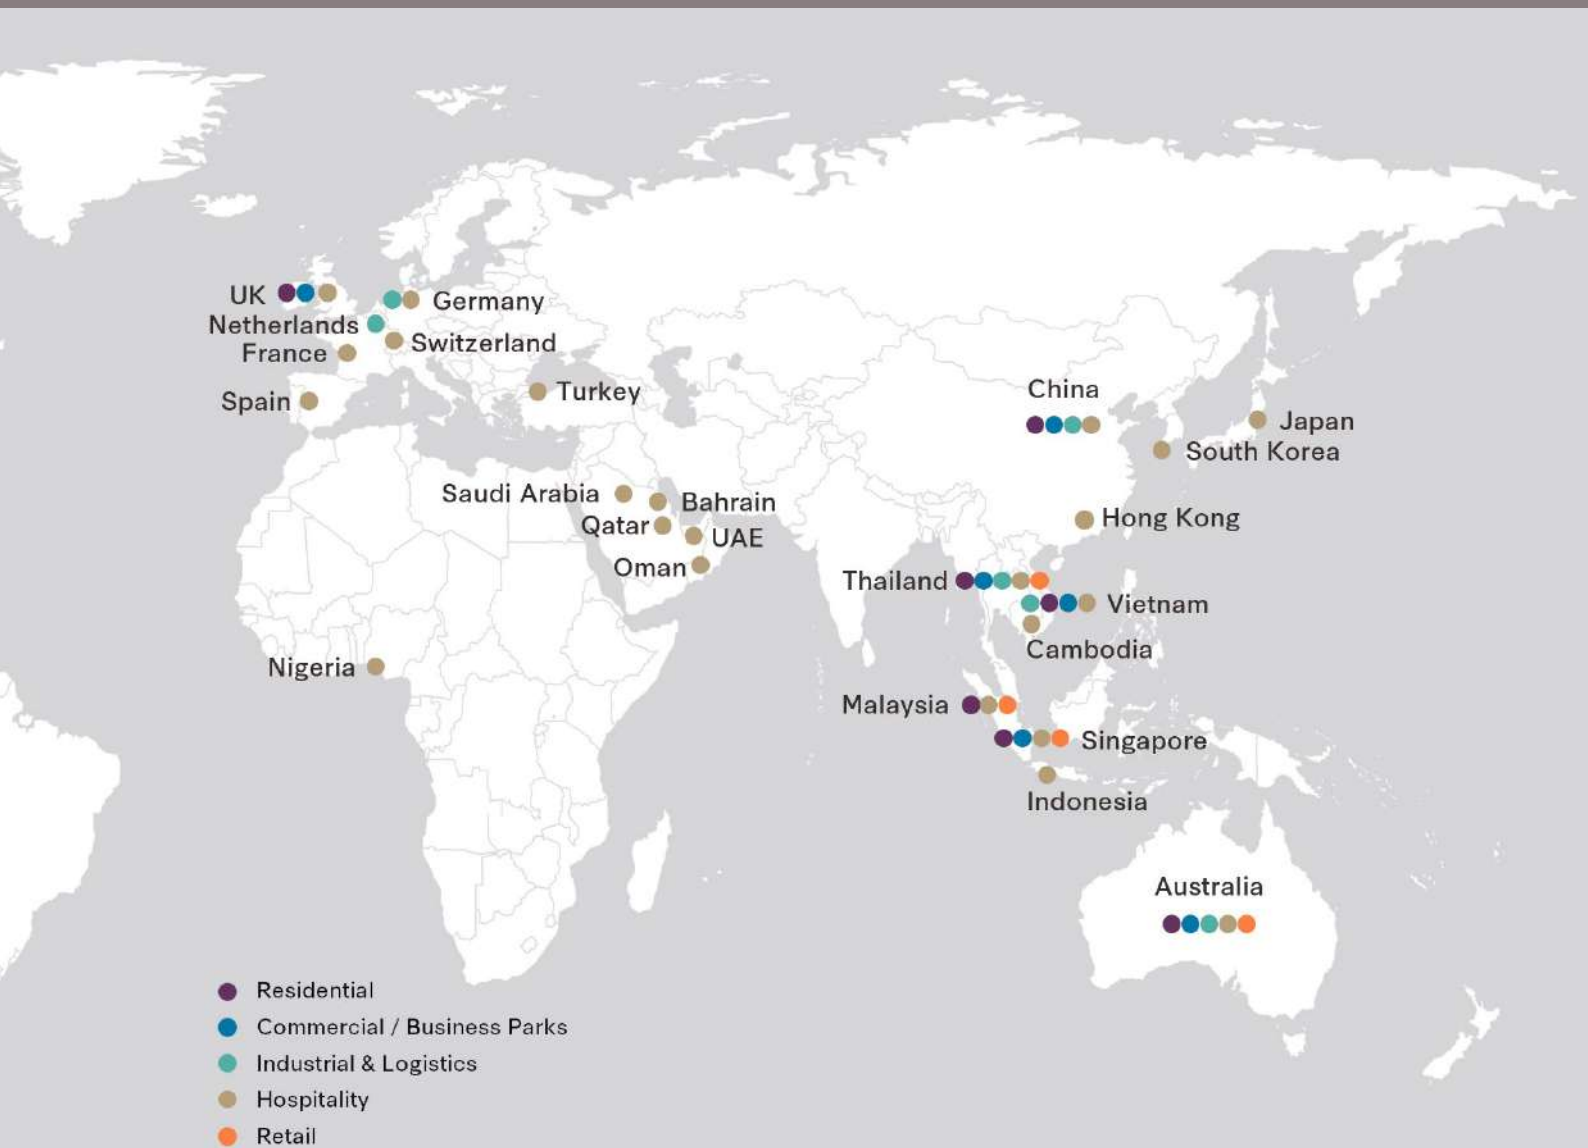 UK
Germany
Netherlands
Switzerland
France
Spain
Turkey
China
Japan
South Korea
Saudi Arabia
Bahrain
Qatar
UAE
Hong Kong
Oman
Thailand
Vietnam
Cambodia
Nigeria
Malaysia
Singapore
Indonesia
Australia
Residential
Commercial / Business Parks
Industrial & Logistics
Hospitality
Retail